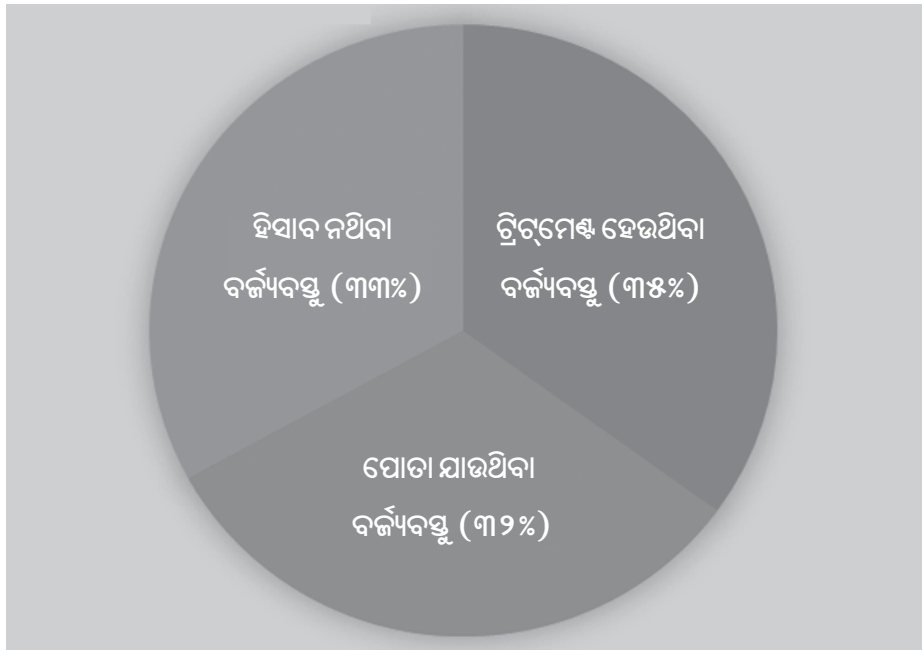 ହିସାବ ନଥିବା
ବର୍ଜ୍ୟବସ୍ତୁ (୩୩%)
ଟ୍ରିଟ୍‌ମେଣ୍ଟ ହେଉଥିବା
ବର୍ଜ୍ୟବସ୍ତୁ (୩୫%)
ପୋତା ଯାଉଥିବା
ବର୍ଜ୍ୟବସ୍ତୁ (୩୨%)